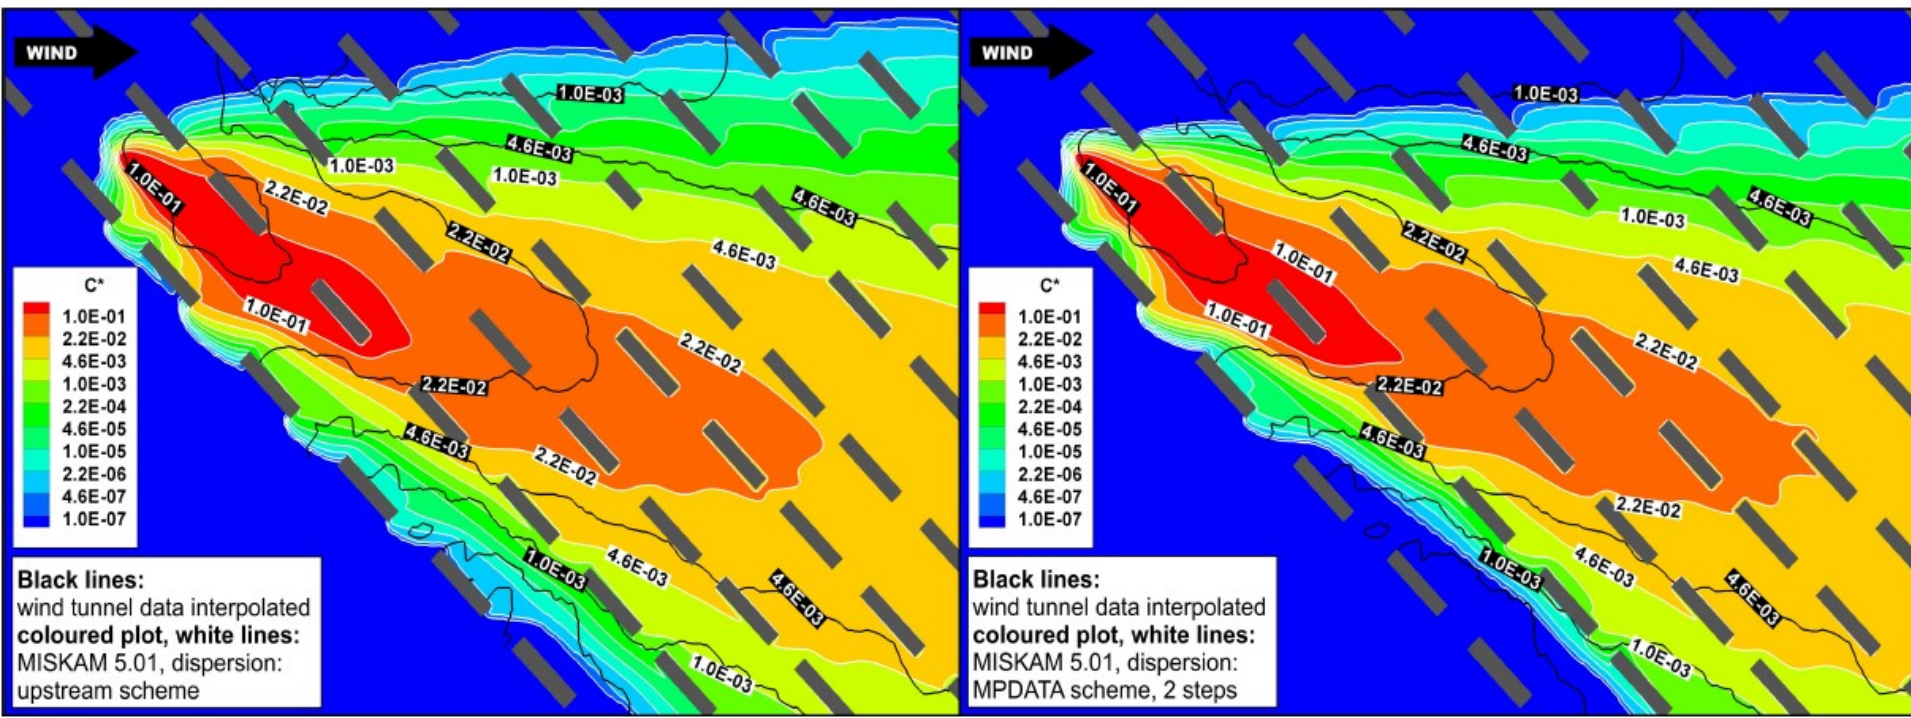 WIND
1.0E-03
4.6E-03
1.0E-03
1.0E-03
1.0E-01
2.2E-02
4.6E-03
2.2E-02
4.6E-03
1.0E-01
2.2E-02
2.2E-02
4.6E-03
2.2E-02
1.0E-03
4.6E-03
4.6E-03
1.0E-03
C*
1.0E-01
2.2E-02
4.6E-03
1.0E-03
2.2E-04
4.6E-05
1.0E-05
2.2E-06
4.6E-07
1.0E-07
Black lines:
wind tunnel data interpolated
coloured plot, white lines:
MISKAM 5.01, dispersion:
upstream scheme
WIND
1.0E-03
4.6E-03
1.0E-01
4.6E-03
1.0E-03
2.2E-02
1.0E-01
4.6E-03
1.0E-01
2.2E-02
2.2E-02
4.6E-03
2.2E-02
1.0E-03
4.6E-03
4.6E-03
1.0E-03
C*
1.0E-01
2.2E-02
4.6E-03
1.0E-03
2.2E-04
4.6E-05
1.0E-05
2.2E-06
4.6E-07
1.0E-07
Black lines:
wind tunnel data interpolated
coloured plot, white lines:
MISKAM 5.01, dispersion:
MPDATA scheme, 2 steps